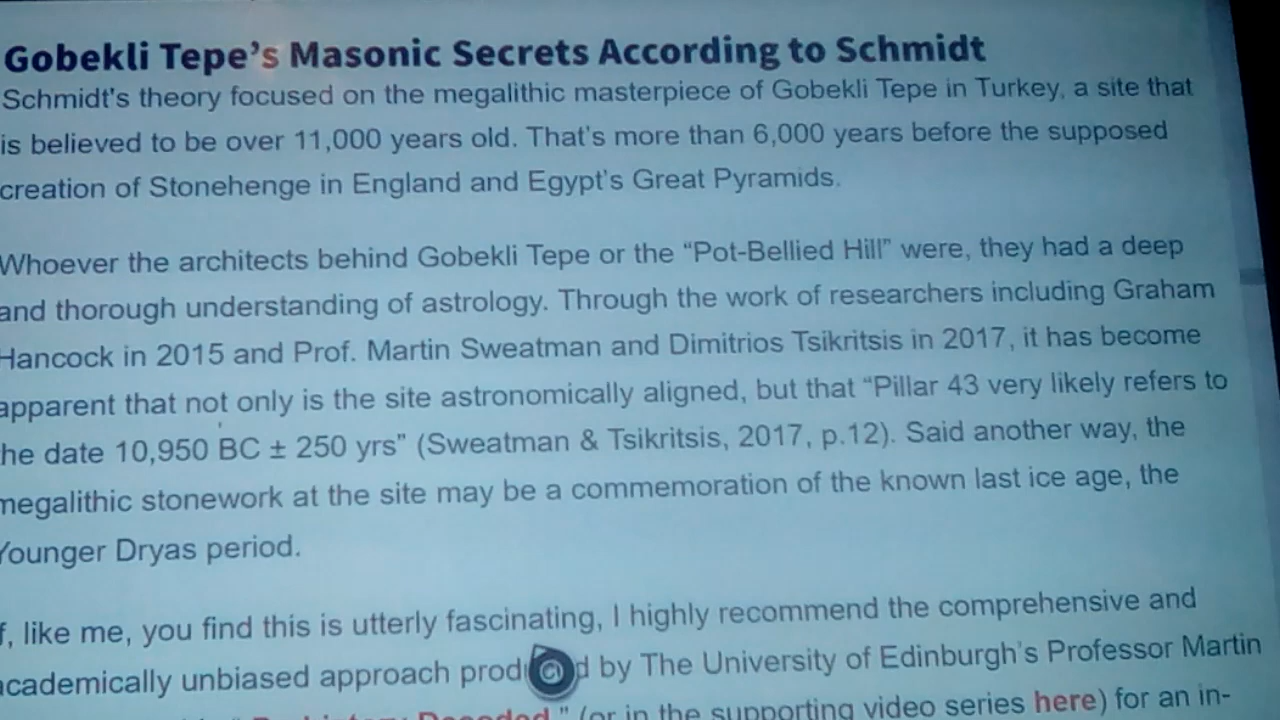 Gobekli Tepe's Masonic Secrets According to Schmidt
Schmidt's theory focused on the megalithic masterpiece of Gobekli Tepe in Turkey, a site that
is believed to be over 11,000 years old. That's more than 6,000 years before the supposed
creation of Stonehenge in England and Egypt's Great Pyramids.
Whoever the architects behind Gobekli Tepe or the “Pot-Bellied Hill” were, they had a deep
and thorough understanding of astrology. Through the work of researchers including Graham
Hancock in 2015 and Prof. Martin Sweatman and Dimitrios Tsikritsis in 2017, it has become
apparent that not only is the site astronomically aligned, but that “Pillar 43 very likely refers to
he date 10,950 BC ± 250 yrs” (Sweatman & Tsikritsis, 2017, p.12). Said another way, the
megalithic stonework at the site may be a commemoration of the known last ice age, the
Younger Dryas period.
f, like me, you find this is utterly fascinating, I highly recommend the comprehensive and
academically unbiased approach prod d by The University of Edinburgh's Professor Martin
” (or in the supporting video series here) for an in-